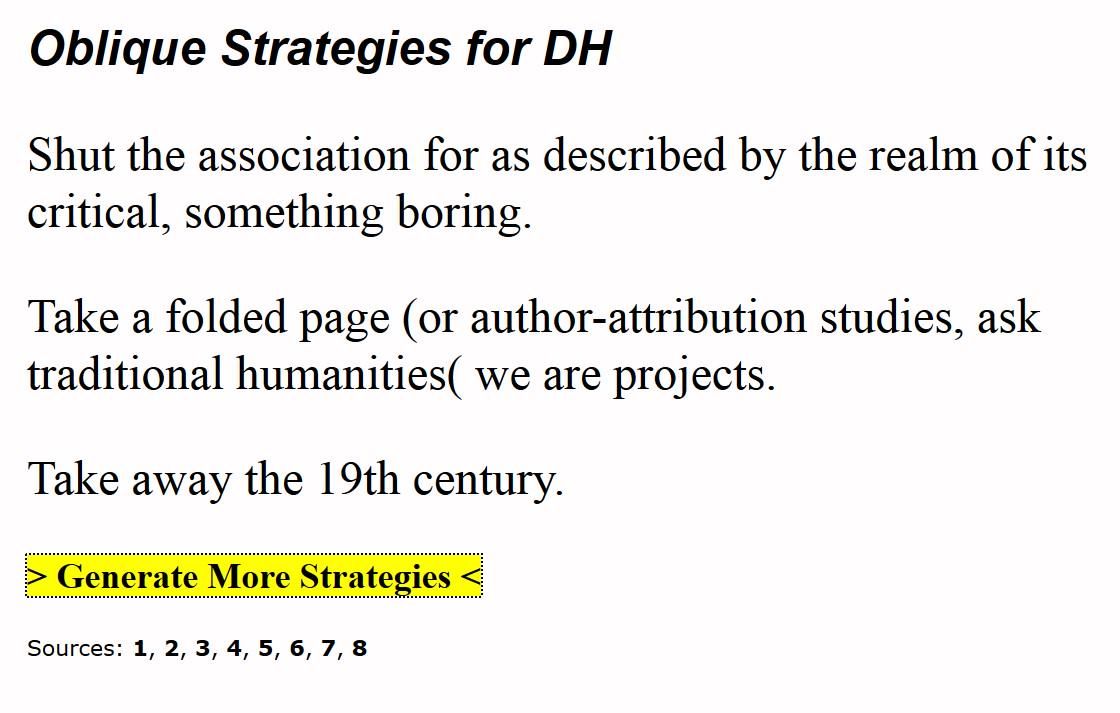 Oblique Strategies for DH
Shut the association for as described by the realm of its
critical, something boring.
Take a folded page (or author-attribution studies, ask
traditional humanities( we are projects.
Take away the 19th century.
> Generate More Strategies <
Sources: 1, 2, 3, 4, 5, 6, 7, 8